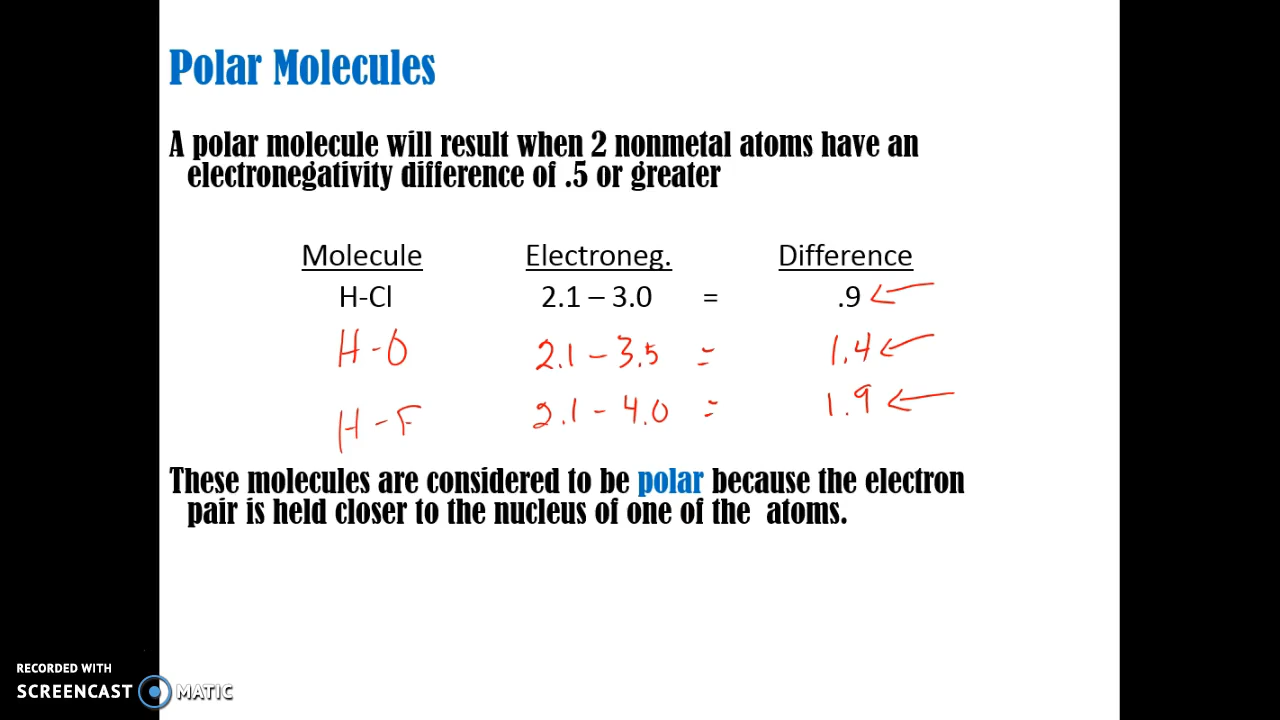 Polar Molecules
A polar molecule will result when 2 nonmetal atoms have an
electronegativity difference of .5 or greater
Molecule Electroneg. Difference
H-Cl 2.1 – 3.0 = .9
H-O 2.1 – 3.5 = 1.4
H-F 2.1 – 4.0 = 1.9
These molecules are considered to be polar because the electron
pair is held closer to the nucleus of one of the atoms.
RECORDED WITH
SCREENCAST MATIC